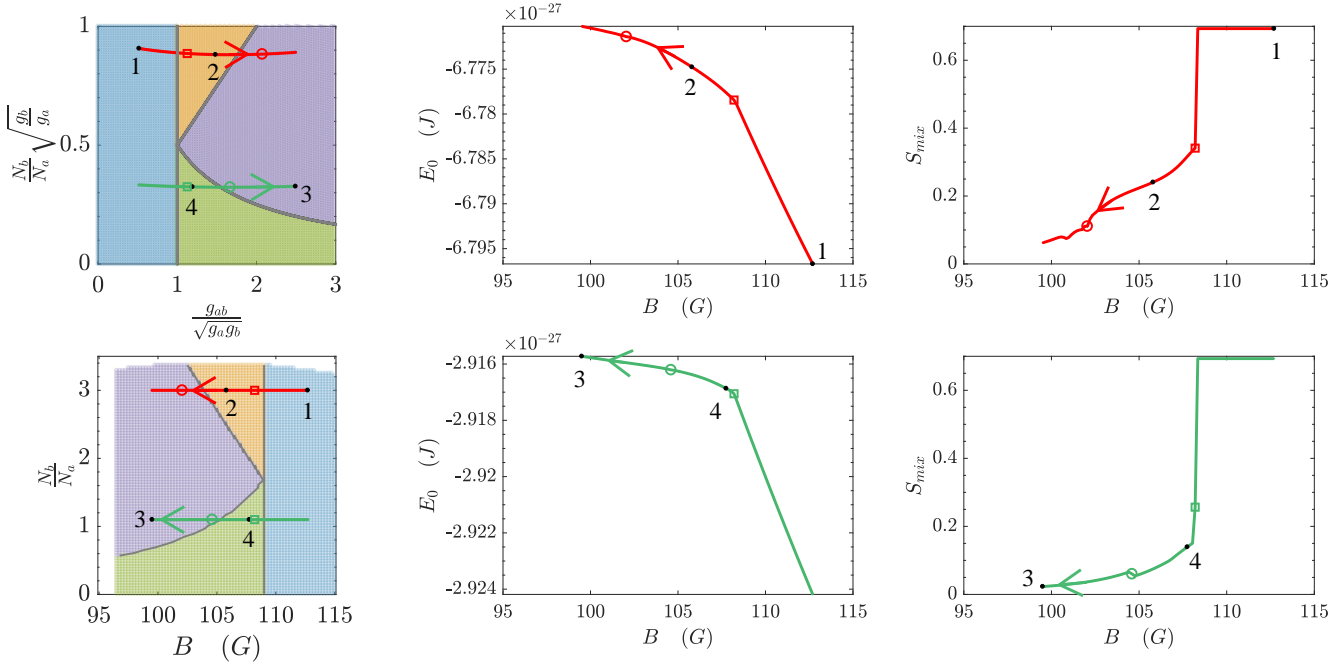 1
0.5
0
0 1 2 3
N_b/N_a √(g_b/g_a)
g_ab/√(g_a g_b)
1
2
3
4
×10^-27
-6.775
-6.78
-6.785
-6.79
-6.795
95 100 105 110 115
E_0 (J)
B (G)
2
1
0.6
0.4
0.2
0
95 100 105 110 115
S_mix
B (G)
1
2
3
2
1
0
95 100 105 110 115
N_b/N_a
B (G)
2
1
3
4
×10^-27
-2.916
-2.918
-2.92
-2.922
-2.924
95 100 105 110 115
E_0 (J)
B (G)
3
4
0.6
0.4
0.2
0
95 100 105 110 115
S_mix
B (G)
3
4